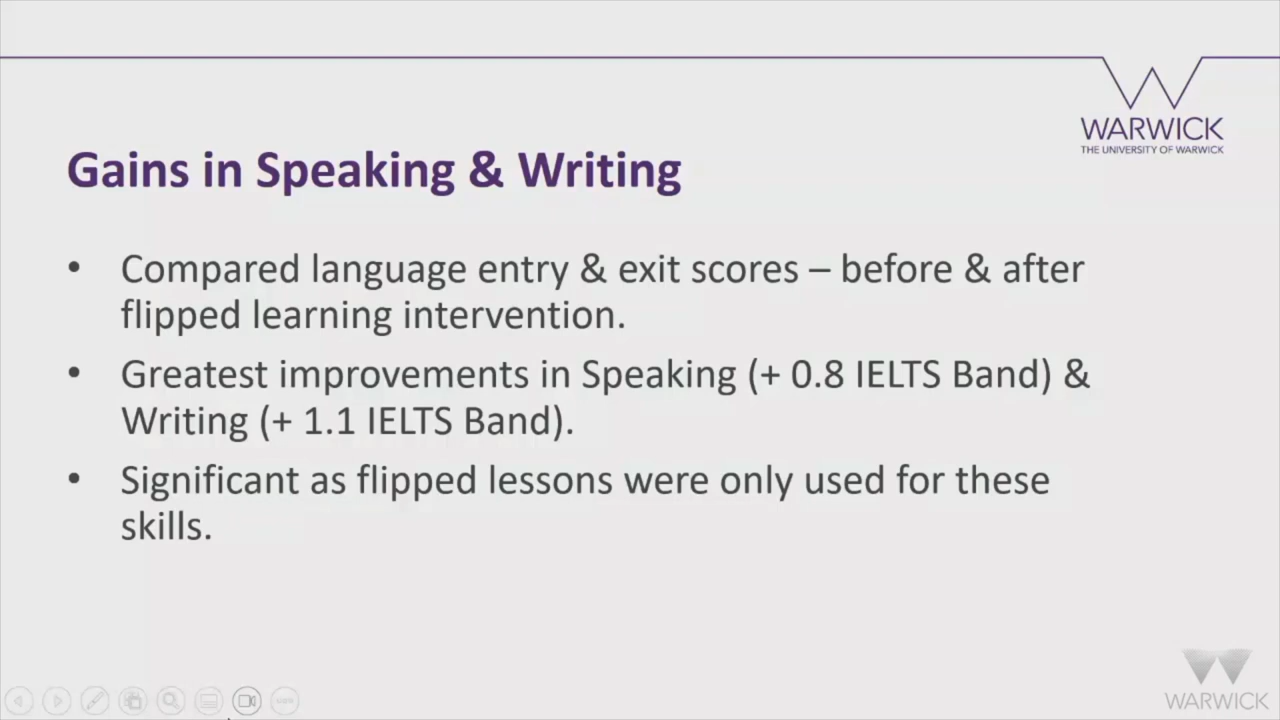 WARWICK
THE UNIVERSITY OF WARWICK
Gains in Speaking & Writing
• Compared language entry & exit scores – before & after
flipped learning intervention.
• Greatest improvements in Speaking (+ 0.8 IELTS Band) &
Writing (+ 1.1 IELTS Band).
• Significant as flipped lessons were only used for these
skills.
WARWICK